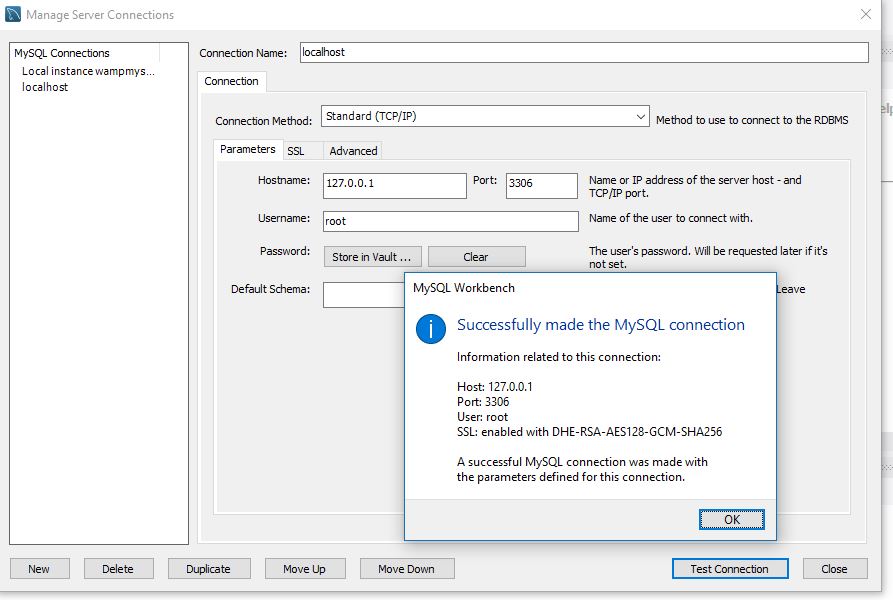 Manage Server Connections
MySQL Connections
Local instance wampmys...
localhost
Connection Name:
localhost
Connection
Connection Method:
Standard (TCP/IP)
Method to use to connect to the RDBMS
Parameters
SSL
Advanced
Hostname:
127.0.0.1
Port:
3306
Name or IP address of the server host - and
TCP/IP port.
Username:
root
Name of the user to connect with.
Password:
Store in Vault ...
Clear
The user's password. Will be requested later if it's
not set.
Default Schema:
Leave
MySQL Workbench
Successfully made the MySQL connection
Information related to this connection:
Host: 127.0.0.1
Port: 3306
User: root
SSL: enabled with DHE-RSA-AES128-GCM-SHA256
A successful MySQL connection was made with
the parameters defined for this connection.
OK
New
Delete
Duplicate
Move Up
Move Down
Test Connection
Close